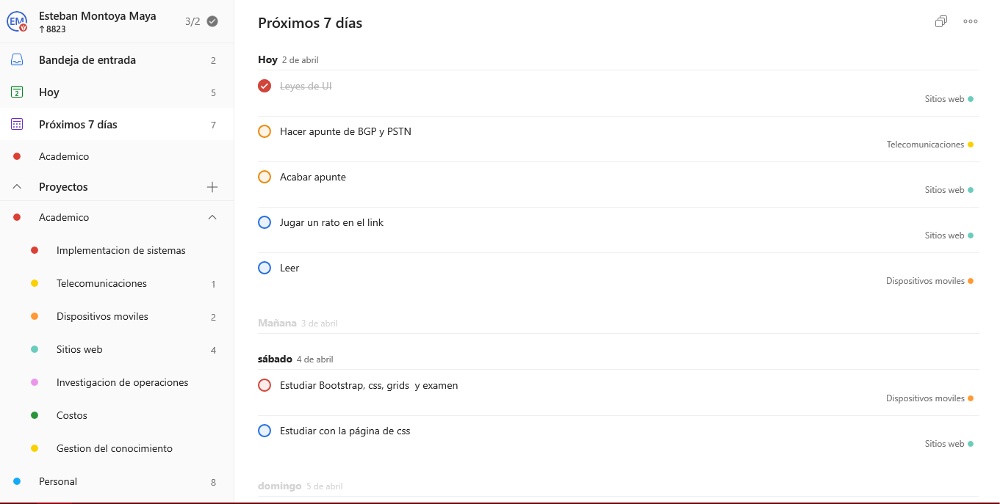 EM
Esteban Montoya Maya
3/2
↑ 8823
Bandeja de entrada 2
2 Hoy 5
Próximos 7 días 7
Academico
Proyectos
Academico
Implementacion de sistemas
Telecomunicaciones 1
Dispositivos moviles 2
Sitios web 4
Investigacion de operaciones
Costos
Gestion del conocimiento
Personal 8
Próximos 7 días
Hoy 2 de abril
Leyes de UI
Sitios web
Hacer apunte de BGP y PSTN
Telecomunicaciones
Acabar apunte
Sitios web
Jugar un rato en el link
Sitios web
Leer
Dispositivos moviles
Mañana 3 de abril
sábado 4 de abril
Estudiar Bootstrap, css, grids  y examen
Dispositivos moviles
Estudiar con la página de css
Sitios web
domingo 5 de abril